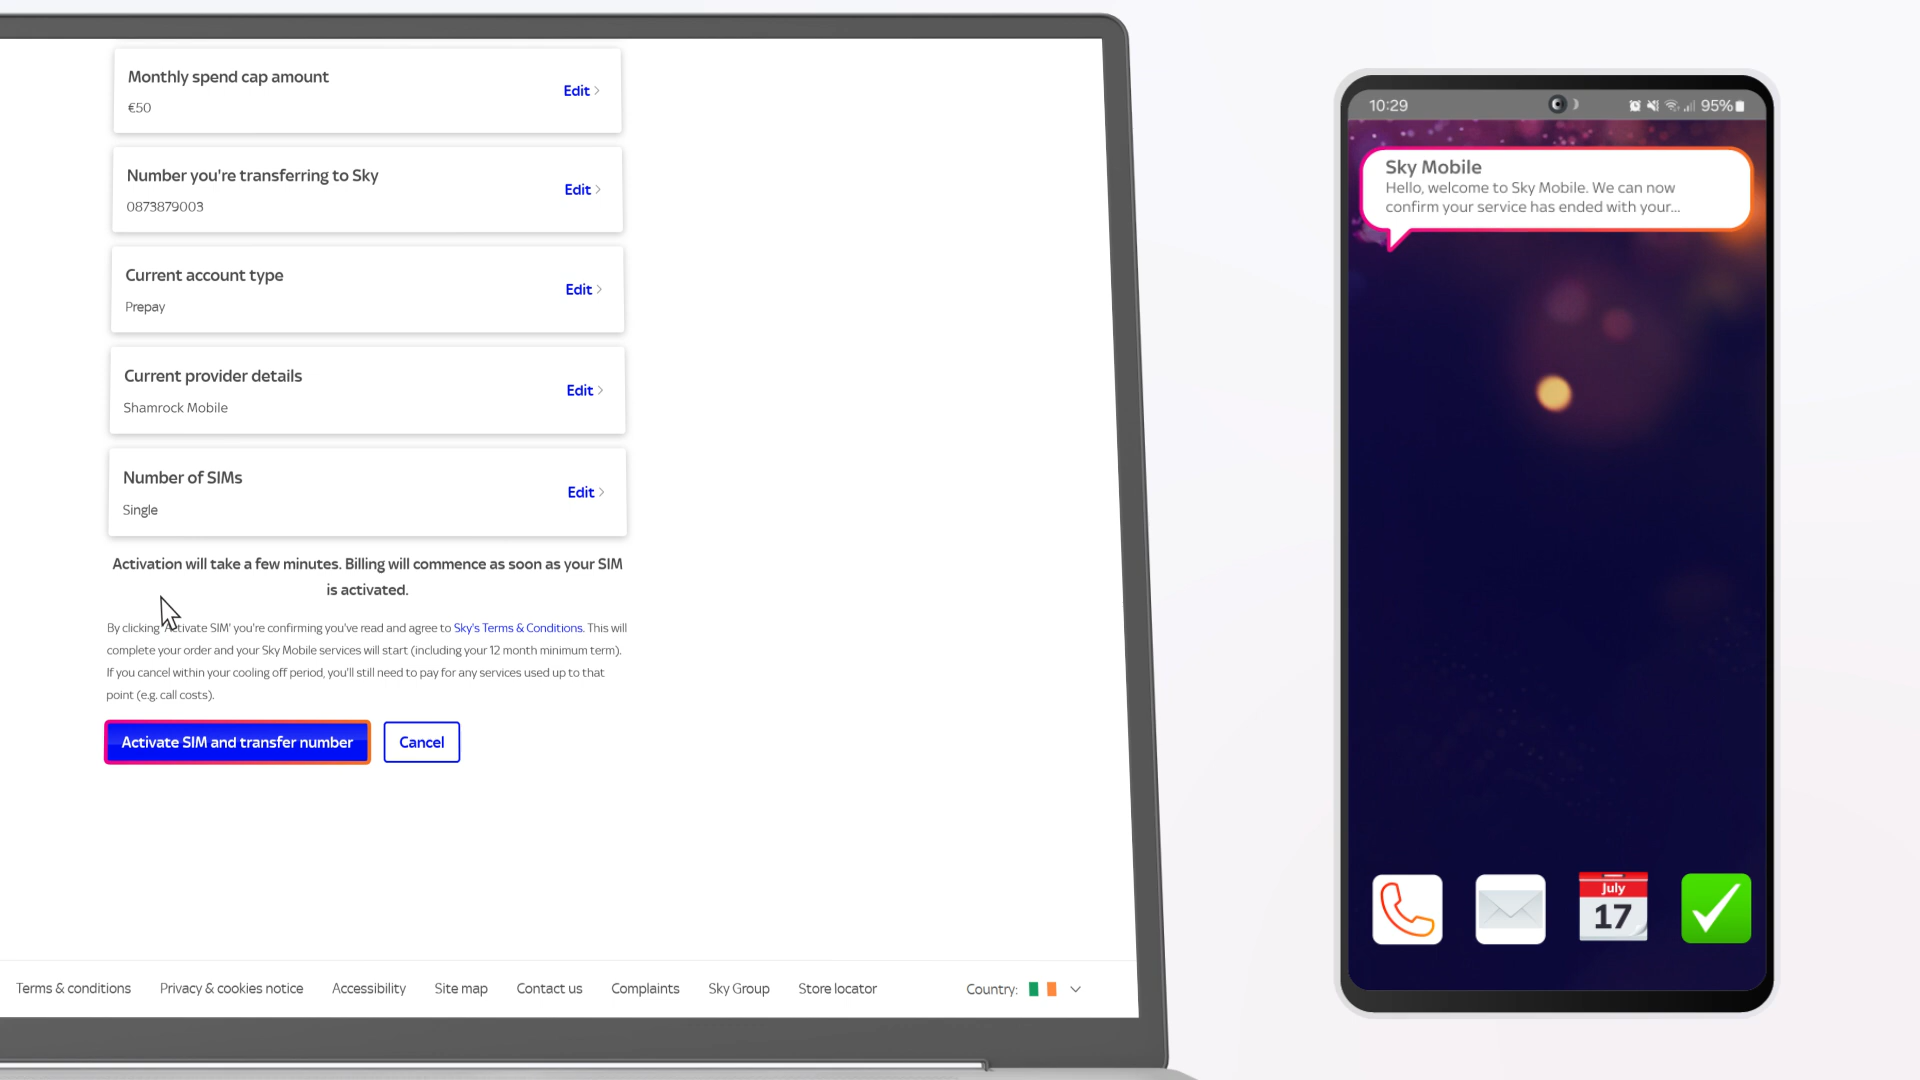 Monthly spend cap amount
€50
Edit
Number you're transferring to Sky
0873879003
Edit
Current account type
Prepay
Edit
Current provider details
Shamrock Mobile
Edit
Number of SIMs
Single
Edit
Activation will take a few minutes. Billing will commence as soon as your SIM
is activated.
By clicking 'Activate SIM' you're confirming you've read and agree to Sky's Terms & Conditions. This will
complete your order and your Sky Mobile services will start (including your 12 month minimum term).
If you cancel within your cooling off period, you'll still need to pay for any services used up to that
point (e.g. call costs).
Activate SIM and transfer number
Cancel
Terms & conditions Privacy & cookies notice Accessibility Site map Contact us Complaints Sky Group Store locator Country:
10:29
95%
Sky Mobile
Hello, welcome to Sky Mobile. We can now
confirm your service has ended with your...
July
17